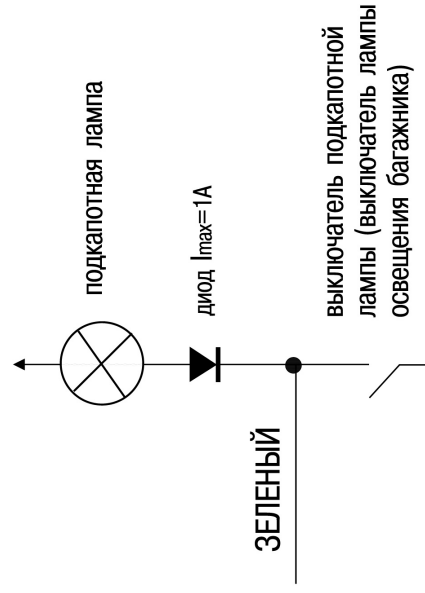 подкапотная лампа
диод Imax=1A
ЗЕЛЕНЫЙ
выключатель подкапотной
лампы (выключатель лампы
освещения багажника)